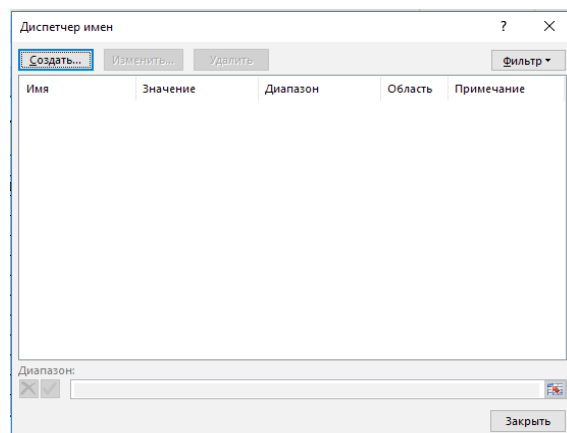 Диспетчер имен ?
Создать... Изменить... Удалить Фильтр
Имя Значение Диапазон Область Примечание
Диапазон:
Закрыть